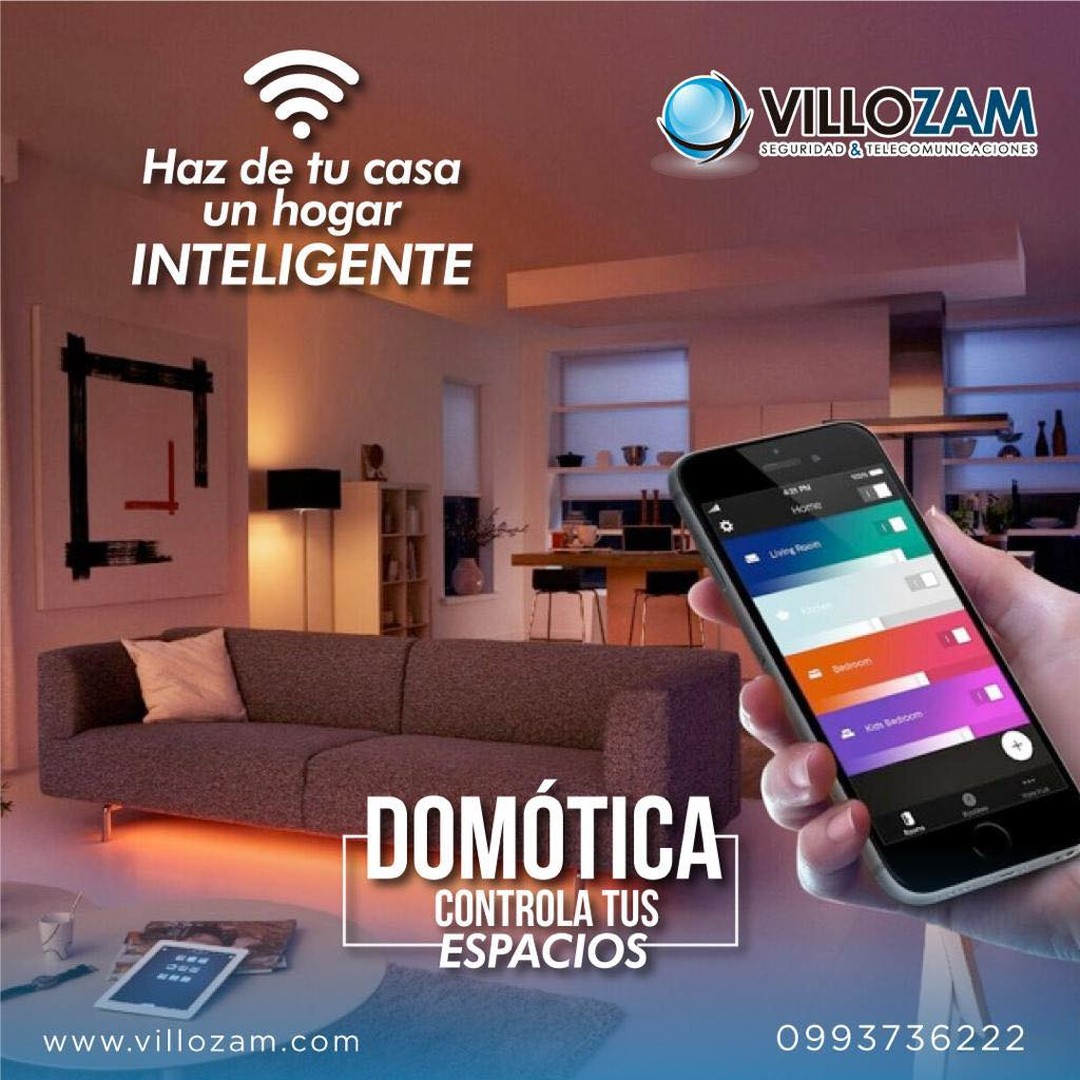 Haz de tu casa
un hogar
INTELIGENTE
VILLOZAM
SEGURIDAD & TELECOMUNICACIONES
4:21 PM
100%
Home
Living Room
Kitchen
Bedroom
Kids Bedroom
Rooms
DOMÓTICA
CONTROLA TUS
ESPACIOS
www.villozam.com
0993736222